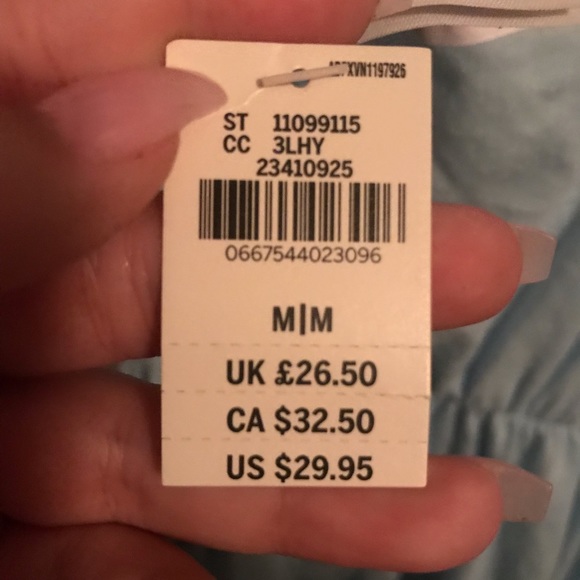 ST 11099115
CC 3LHY
23410925
0667544023096
M|M
UK £26.50
CA $32.50
US $29.95